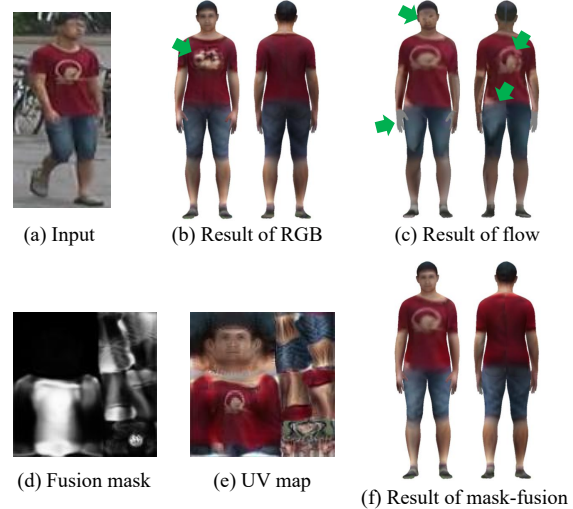 (a) Input
(b) Result of RGB
(c) Result of flow
(d) Fusion mask
(e) UV map
(f) Result of mask-fusion